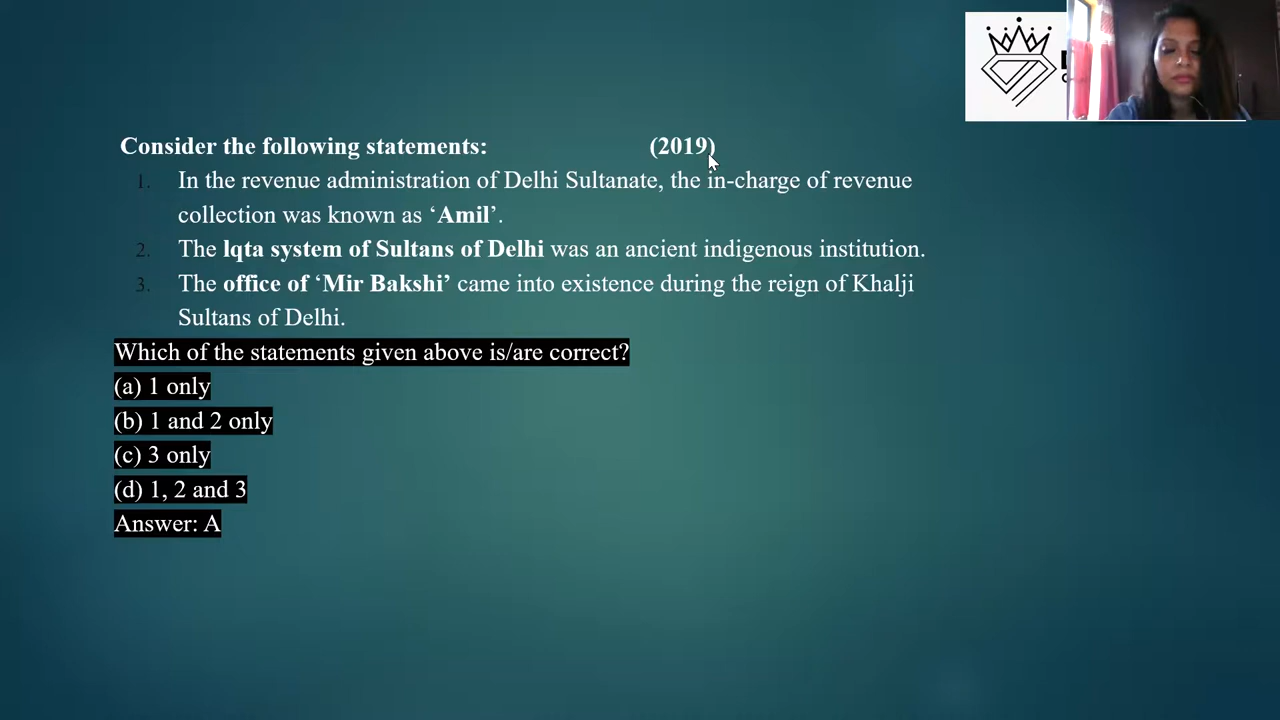 Consider the following statements: (2019)
1. In the revenue administration of Delhi Sultanate, the in-charge of revenue
collection was known as ‘Amil’.
2. The lqta system of Sultans of Delhi was an ancient indigenous institution.
3. The office of ‘Mir Bakshi’ came into existence during the reign of Khalji
Sultans of Delhi.
Which of the statements given above is/are correct?
(a) 1 only
(b) 1 and 2 only
(c) 3 only
(d) 1, 2 and 3
Answer: A